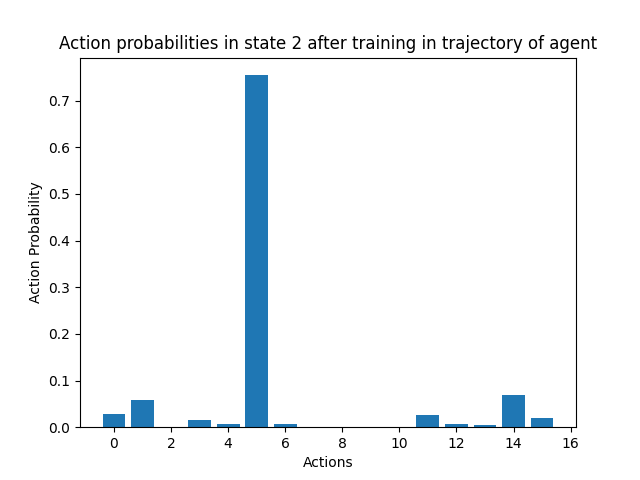 Action probabilities in state 2 after training in trajectory of agent
Action Probability
0.7
0.6
0.5
0.4
0.3
0.2
0.1
0.0
0 2 4 6 8 10 12 14 16
Actions